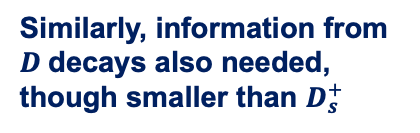 Similarly, information from
D decays also needed,
though smaller than D_s^+